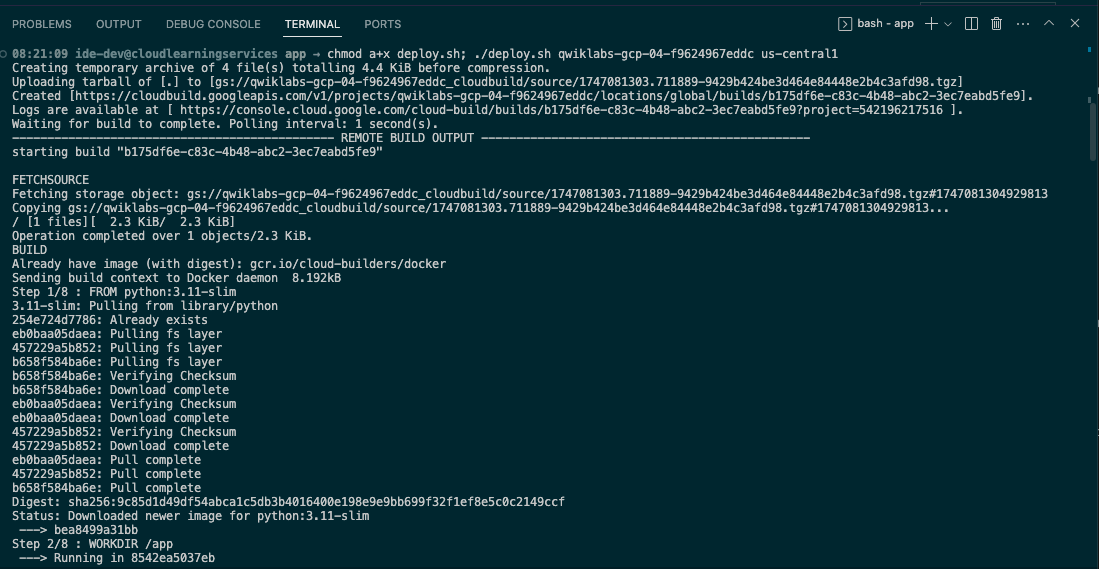 PROBLEMS OUTPUT DEBUG CONSOLE TERMINAL PORTS bash - app
08:21:09 ide-dev@cloudlearningservices app → chmod a+x deploy.sh; ./deploy.sh qwiklabs-gcp-04-f9624967eddc us-central1
Creating temporary archive of 4 file(s) totalling 4.4 KiB before compression.
Uploading tarball of [.] to [gs://qwiklabs-gcp-04-f9624967eddc_cloudbuild/source/1747081303.711889-9429b424be3d464e84448e2b4c3afd98.tgz]
Created [https://cloudbuild.googleapis.com/v1/projects/qwiklabs-gcp-04-f9624967eddc/locations/global/builds/b175df6e-c83c-4b48-abc2-3ec7eabd5fe9].
Logs are available at [ https://console.cloud.google.com/cloud-build/builds/b175df6e-c83c-4b48-abc2-3ec7eabd5fe9?project=542196217516 ].
Waiting for build to complete. Polling interval: 1 second(s).
----------------------- REMOTE BUILD OUTPUT -----------------------------------------------
starting build "b175df6e-c83c-4b48-abc2-3ec7eabd5fe9"
FETCHSOURCE
Fetching storage object: gs://qwiklabs-gcp-04-f9624967eddc_cloudbuild/source/1747081303.711889-9429b424be3d464e84448e2b4c3afd98.tgz#1747081304929813
Copying gs://qwiklabs-gcp-04-f9624967eddc_cloudbuild/source/1747081303.711889-9429b424be3d464e84448e2b4c3afd98.tgz#1747081304929813...
/ [1 files][  2.3 KiB/  2.3 KiB]
Operation completed over 1 objects/2.3 KiB.
BUILD
Already have image (with digest): gcr.io/cloud-builders/docker
Sending build context to Docker daemon  8.192kB
Step 1/8 : FROM python:3.11-slim
3.11-slim: Pulling from library/python
254e724d7786: Already exists
eb0baa05daea: Pulling fs layer
457229a5b852: Pulling fs layer
b658f584ba6e: Pulling fs layer
b658f584ba6e: Verifying Checksum
b658f584ba6e: Download complete
eb0baa05daea: Verifying Checksum
eb0baa05daea: Download complete
457229a5b852: Verifying Checksum
457229a5b852: Download complete
eb0baa05daea: Pull complete
457229a5b852: Pull complete
b658f584ba6e: Pull complete
Digest: sha256:9c85d1d49df54abca1c5db3b4016400e198e9e9bb699f32f1ef8e5c0c2149ccf
Status: Downloaded newer image for python:3.11-slim
---> bea8499a31bb
Step 2/8 : WORKDIR /app
---> Running in 8542ea5037eb